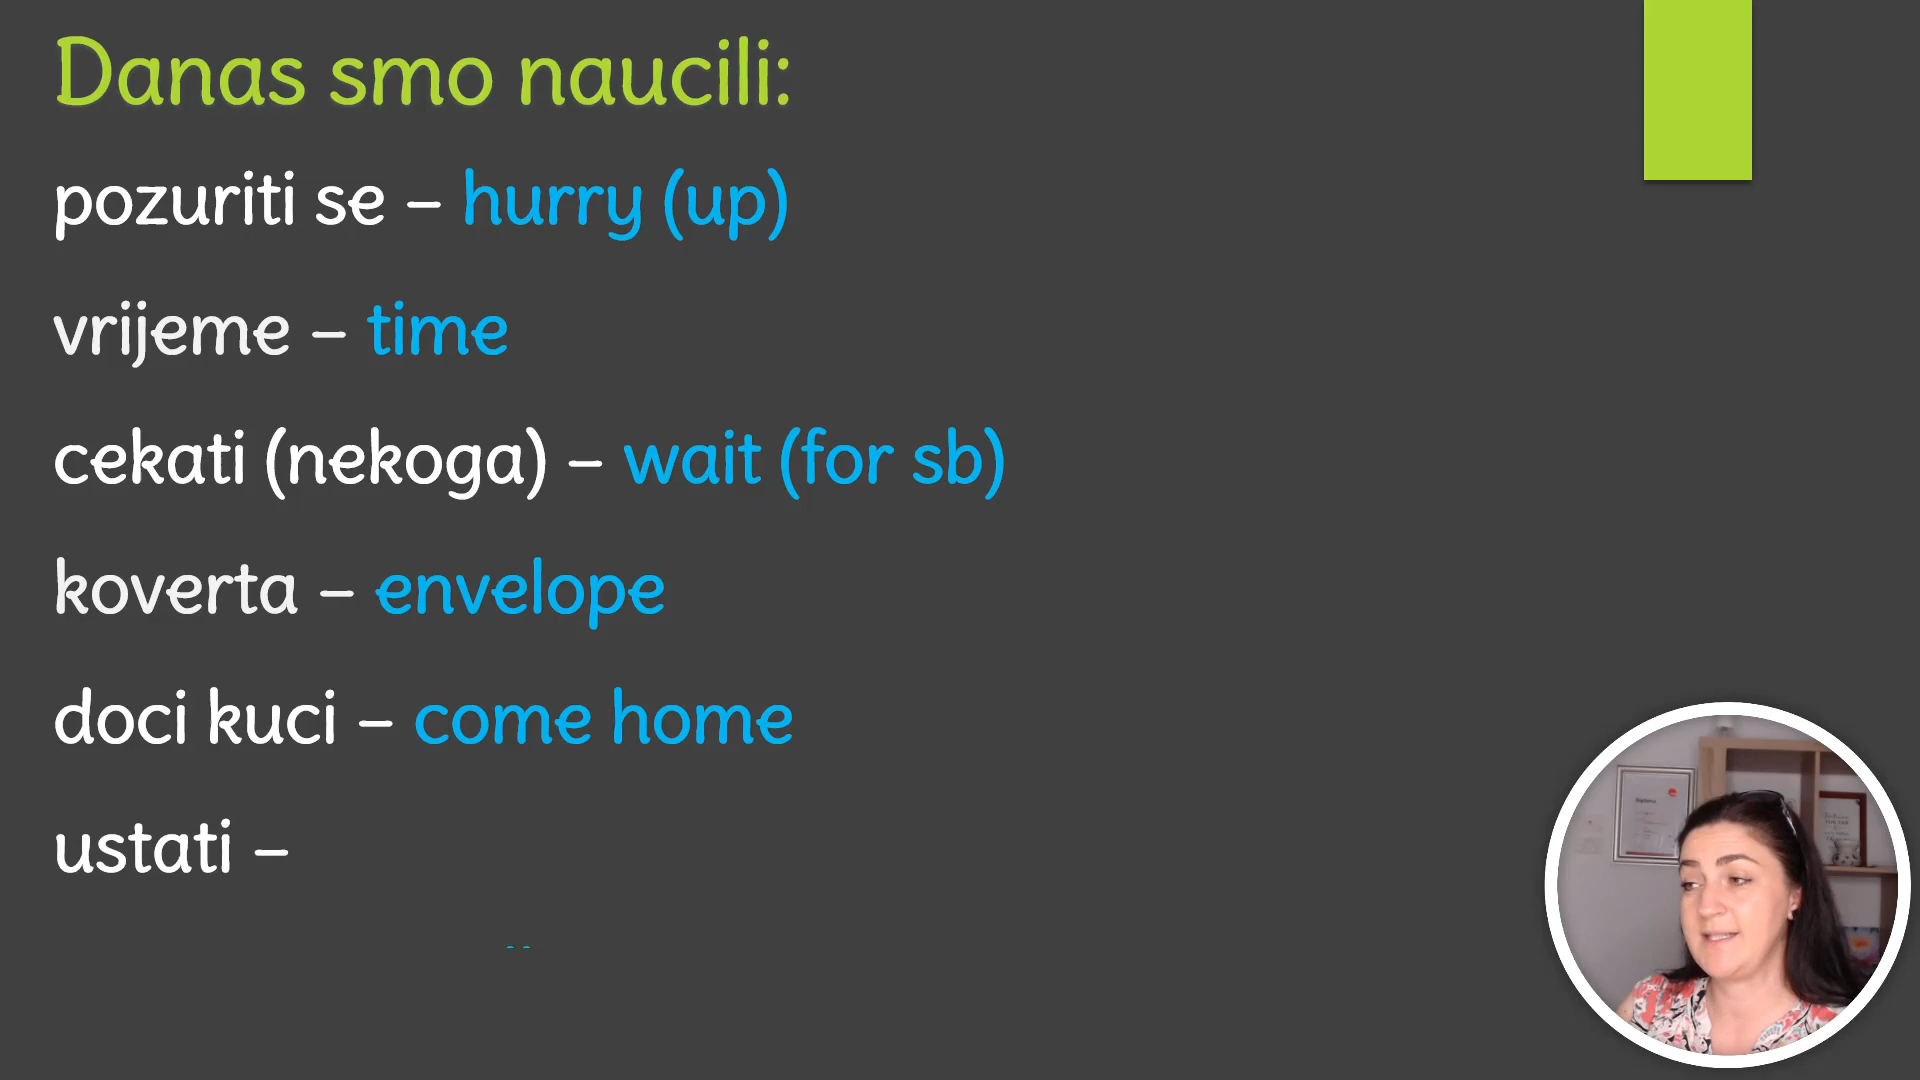 Danas smo naucili:
pozuriti se – hurry (up)
vrijeme – time
cekati (nekoga) – wait (for sb)
koverta – envelope
doci kuci – come home
ustati –